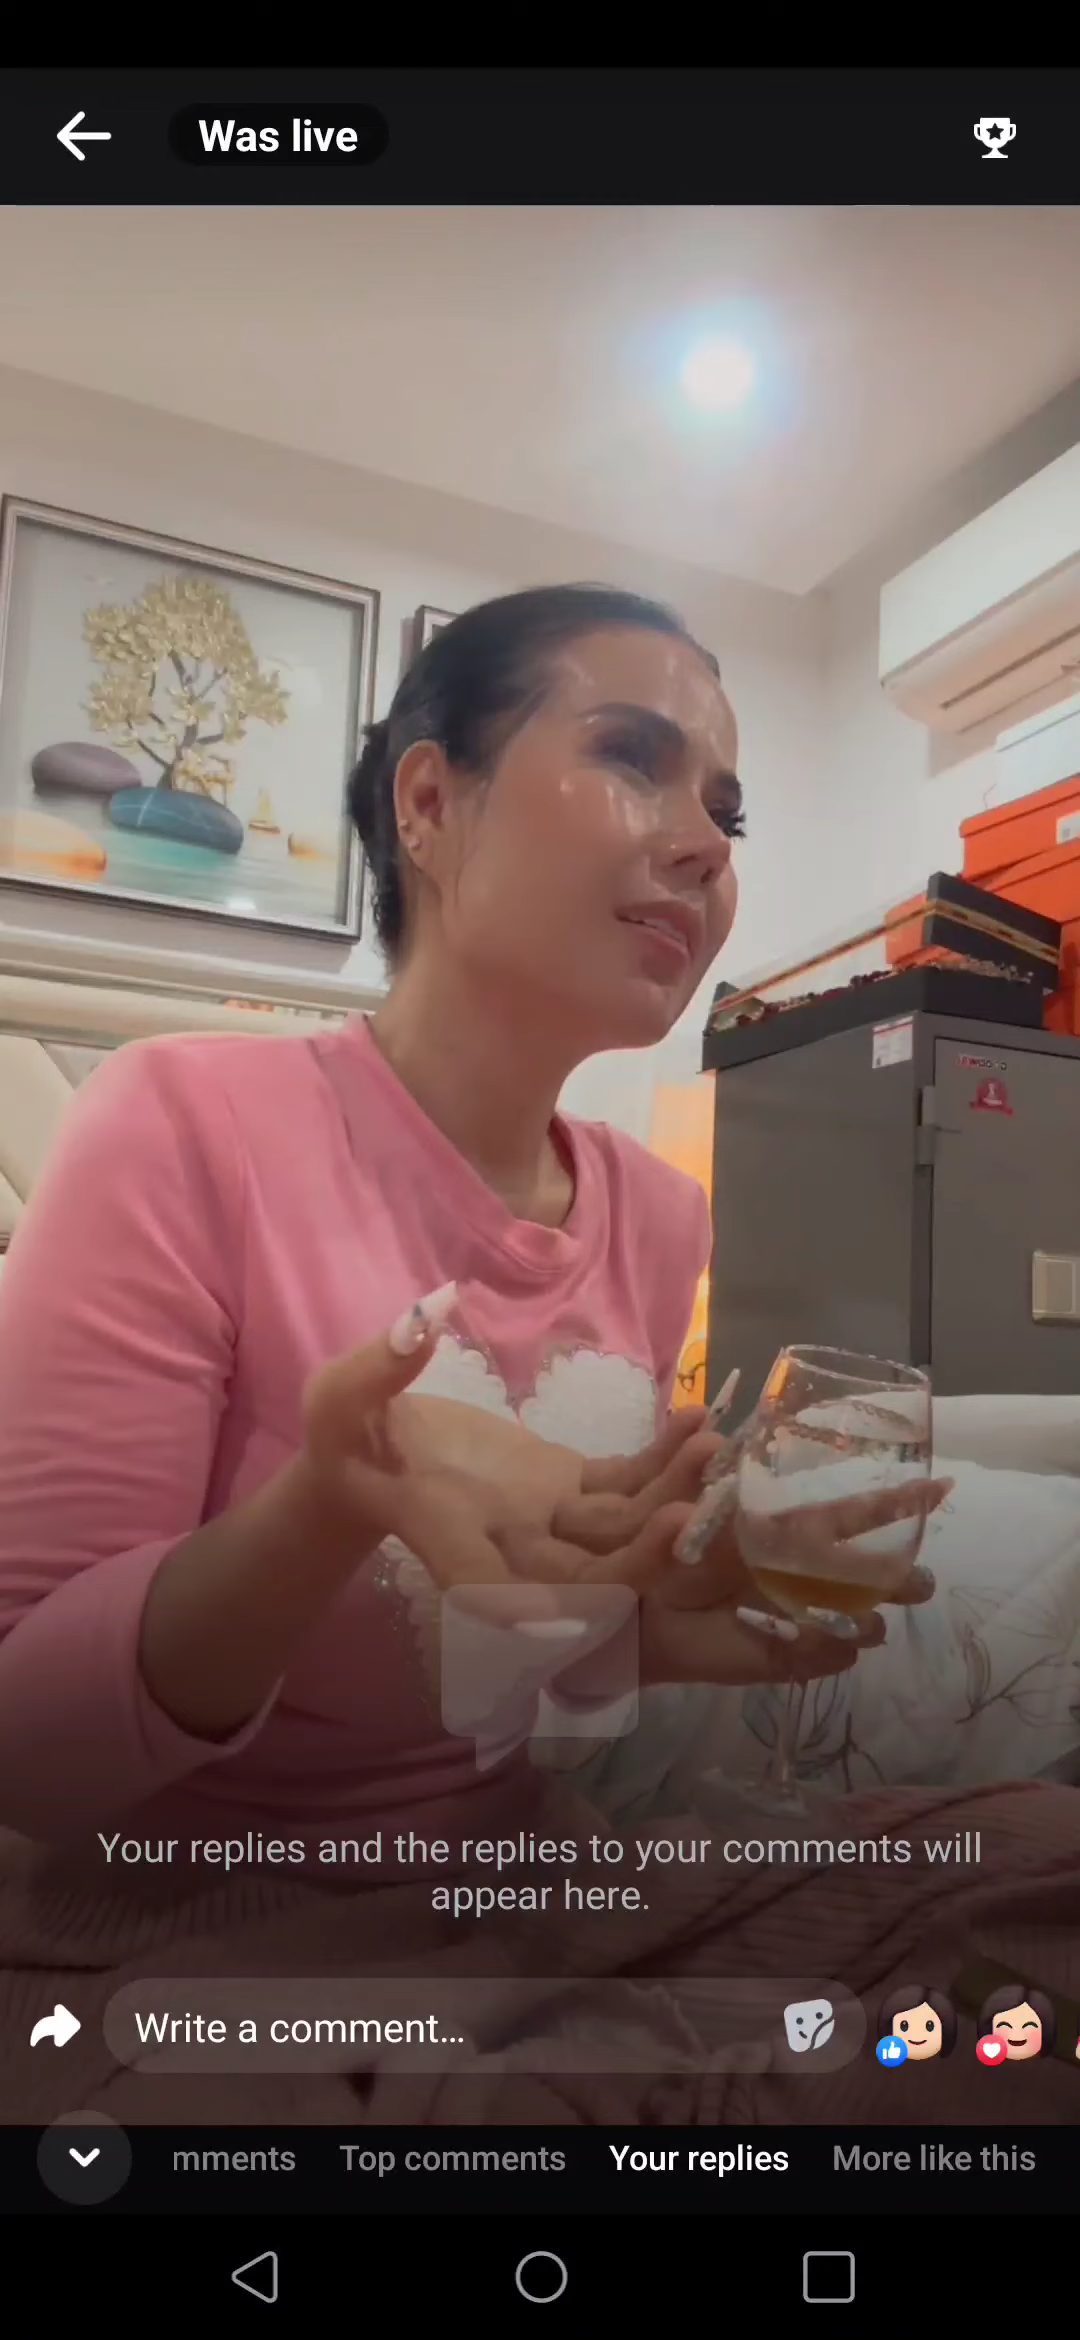 Was live
Your replies and the replies to your comments will
appear here.
Write a comment...
mments
Top comments
Your replies
More like this